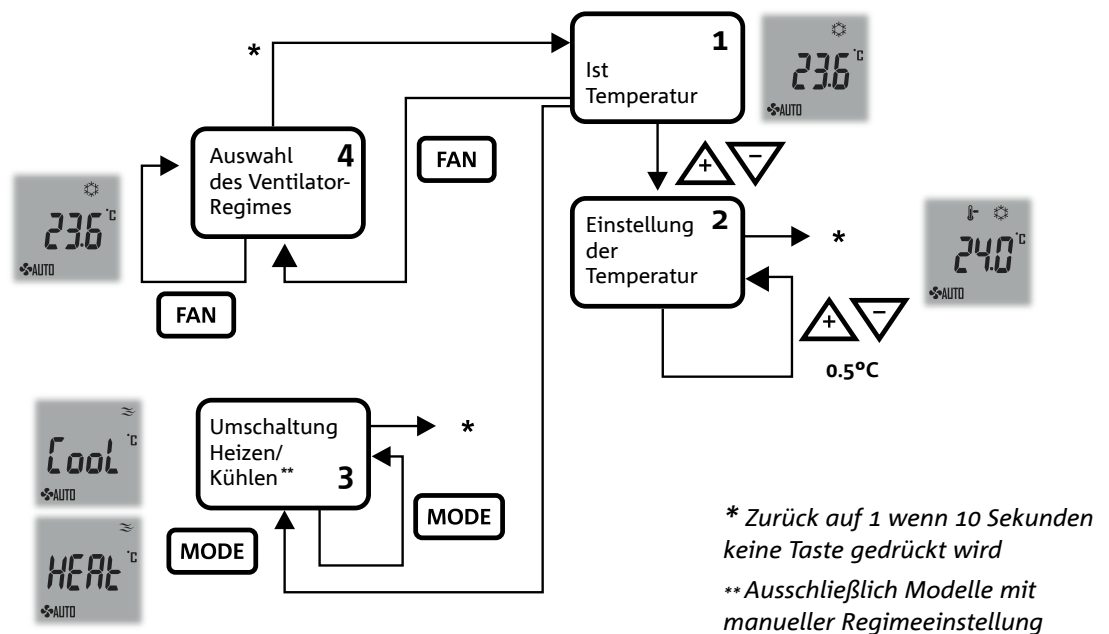 *
1
Ist
Temperatur
23.6 °C
AUTO
Auswahl 4
des Ventilator-
Regimes
FAN
23.6 °C
AUTO
FAN
+ −
Einstellung 2
der
Temperatur
*
24.0 °C
AUTO
+ −
0.5°C
Cool °C
AUTO
HEAt °C
AUTO
Umschaltung
Heizen/
Kühlen** 3
*
MODE
MODE
* Zurück auf 1 wenn 10 Sekunden
keine Taste gedrückt wird
** Ausschließlich Modelle mit
manueller Regimeeinstellung